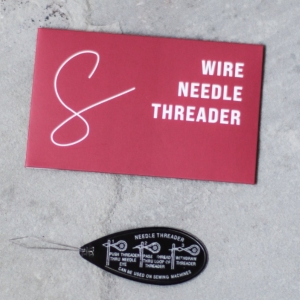 S
WIRE
NEEDLE
THREADER
NEEDLE THREADER
PUSH THREADER PASS THREAD WITHDRAW
THRU NEEDLE THRU LOOP OF THREADER
EYE THREADER
CAN BE USED ON SEWING MACHINES